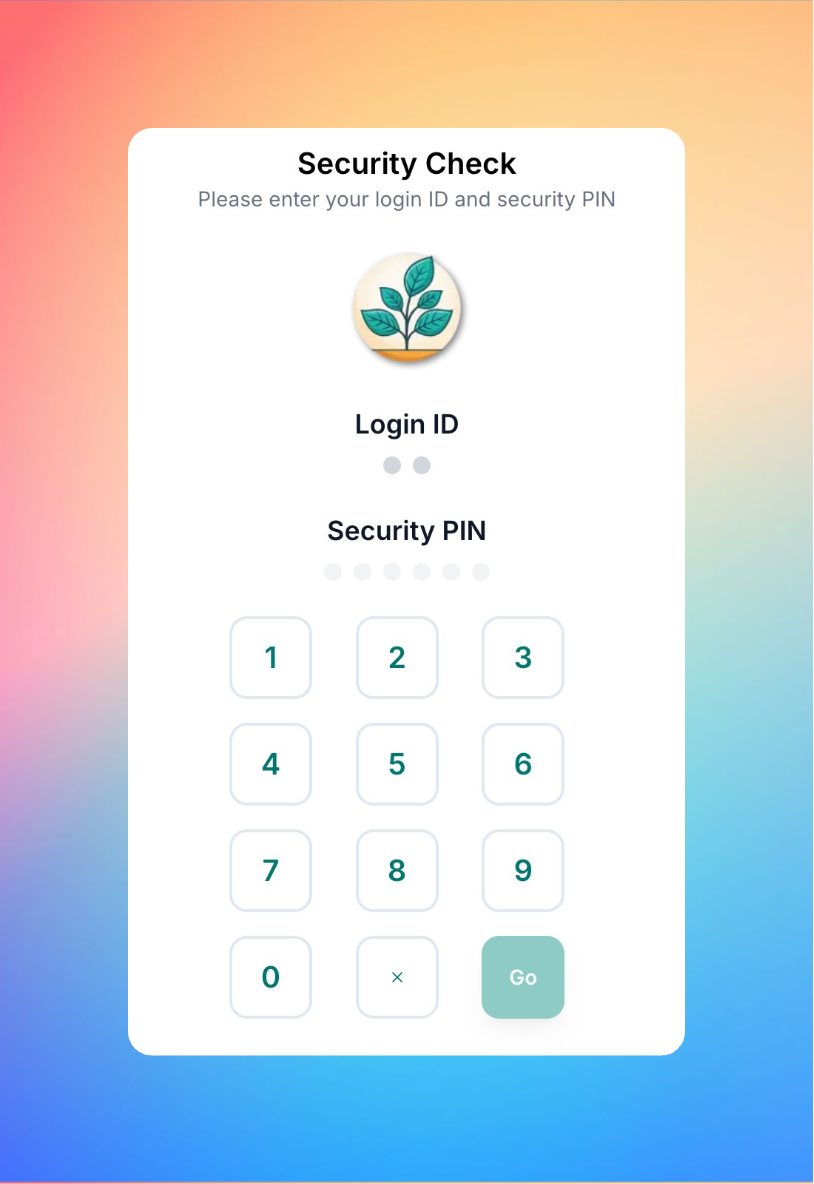 Security Check
Please enter your login ID and security PIN
Login ID
Security PIN
1 2 3
4 5 6
7 8 9
0 × Go